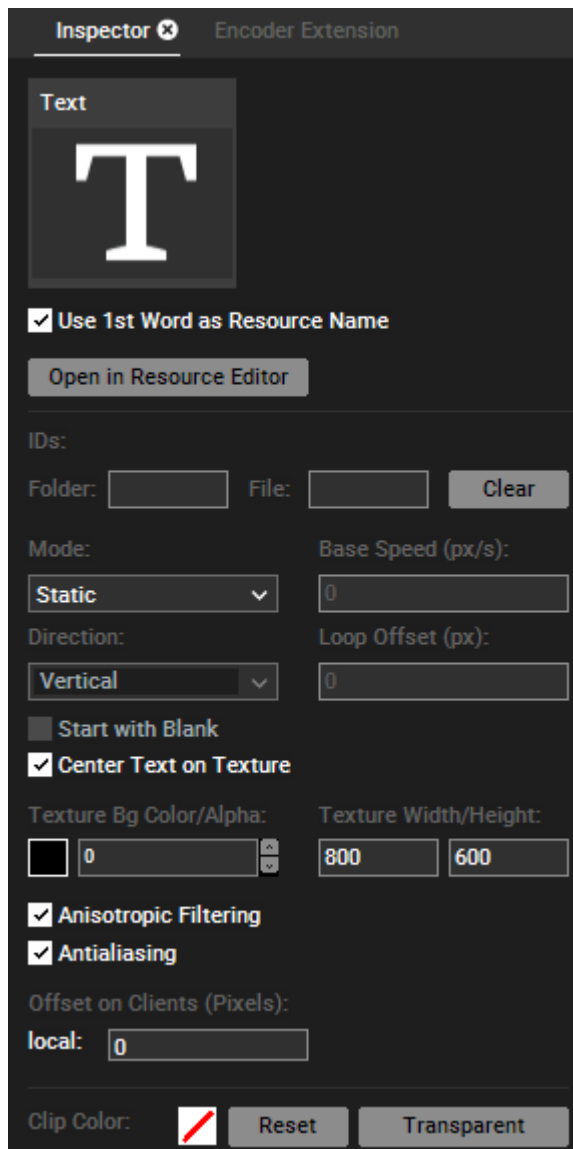 Inspector Encoder Extension
Text
T
Use 1st Word as Resource Name
Open in Resource Editor
IDs:
Folder: File: Clear
Mode: Base Speed (px/s):
Static 0
Direction: Loop Offset (px):
Vertical 0
Start with Blank
Center Text on Texture
Texture Bg Color/Alpha: Texture Width/Height:
0 800 600
Anisotropic Filtering
Antialiasing
Offset on Clients (Pixels):
local: 0
Clip Color: Reset Transparent